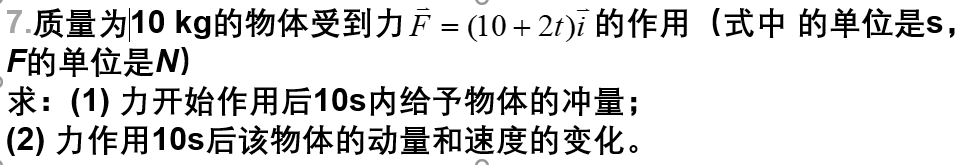 7.质量为10 kg的物体受到力 $\vec{F} = (10 + 2t)\vec{i}$ 的作用（式中 的单位是s，
F的单位是N）
求：(1) 力开始作用后10s内给予物体的冲量；
(2) 力作用10s后该物体的动量和速度的变化。